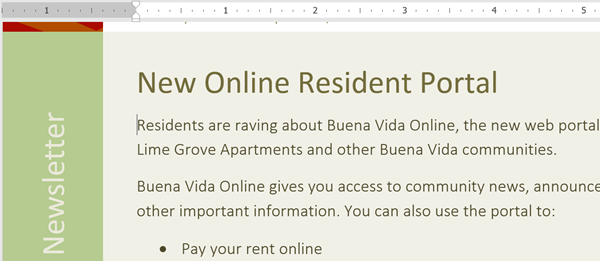 1 1 2 3 4 5
New Online Resident Portal
Residents are raving about Buena Vida Online, the new web portal
Lime Grove Apartments and other Buena Vida communities.
Buena Vida Online gives you access to community news, announce
other important information. You can also use the portal to:
• Pay your rent online
Newsletter